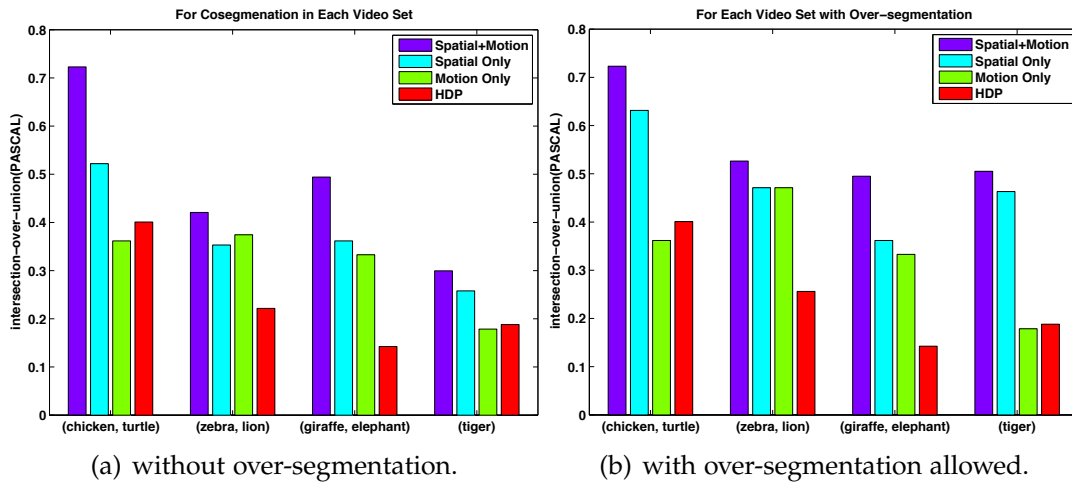 For Cosegmenation in Each Video Set
intersection-over-union(PASCAL)
0.8
0.7
0.6
0.5
0.4
0.3
0.2
0.1
0
Spatial+Motion
Spatial Only
Motion Only
HDP
(chicken, turtle) (zebra, lion) (giraffe, elephant) (tiger)
(a) without over-segmentation.
For Each Video Set with Over-segmentation
intersection-over-union(PASCAL)
0.8
0.7
0.6
0.5
0.4
0.3
0.2
0.1
0
Spatial+Motion
Spatial Only
Motion Only
HDP
(chicken, turtle) (zebra, lion) (giraffe, elephant) (tiger)
(b) with over-segmentation allowed.